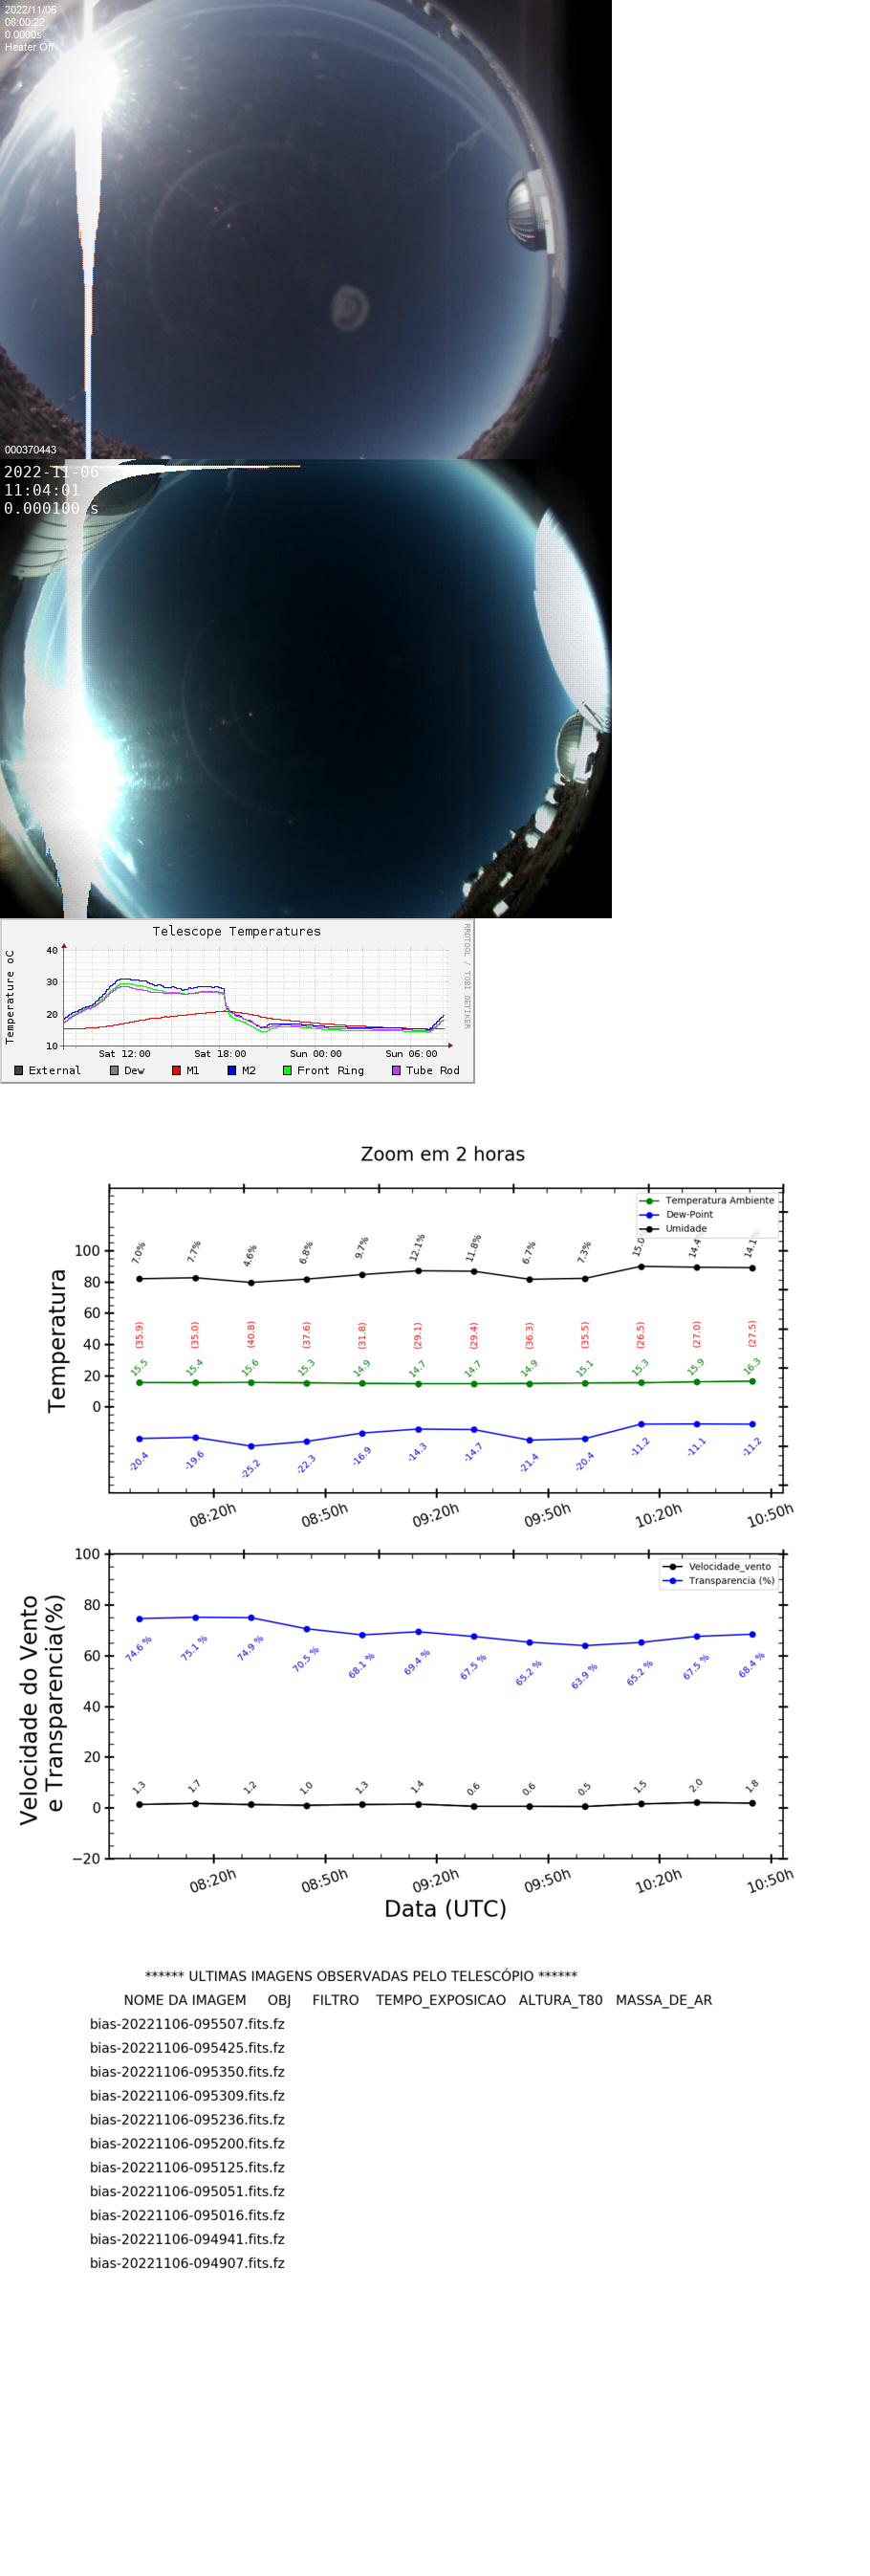 2022/11/06
08:00:22
0.0000s
Heater Off
000370443
2022-11-06
11:04:01
0.000100 s
Telescope Temperatures
RRDTOOL / TOBI OETIKER
Temperature oC
40
30
20
10
Sat 12:00 Sat 18:00 Sun 00:00 Sun 06:00
External Dew M1 M2 Front Ring Tube Rod
Zoom em 2 horas
Temperatura Ambiente
Dew-Point
Umidade
Temperatura
100
80
60
40
20
0
7.0% 7.7% 4.6% 6.8% 9.7% 12.1% 11.8% 6.7% 7.3% 15.0 14.4 14.1%
(35.9) (35.0) (40.8) (37.6) (31.8) (29.1) (29.4) (36.3) (35.5) (26.5) (27.0) (27.5)
15.5 15.4 15.6 15.3 14.9 14.7 14.7 14.9 15.1 15.3 15.9 16.3
-20.4 -19.6 -25.2 -22.3 -16.9 -14.3 -14.7 -21.4 -20.4 -11.2 -11.1 -11.2
08:20h 08:50h 09:20h 09:50h 10:20h 10:50h
Velocidade_vento
Transparencia (%)
Velocidade do Vento
e Transparencia(%)
100
80
60
40
20
0
−20
74.6 % 75.1 % 74.9 % 70.5 % 68.1 % 69.4 % 67.5 % 65.2 % 63.9 % 65.2 % 67.5 % 68.4 %
1.3 1.7 1.2 1.0 1.3 1.4 0.6 0.6 0.5 1.5 2.0 1.8
08:20h 08:50h 09:20h 09:50h 10:20h 10:50h
Data (UTC)
****** ULTIMAS IMAGENS OBSERVADAS PELO TELESCÓPIO ******
NOME DA IMAGEM OBJ FILTRO TEMPO_EXPOSICAO ALTURA_T80 MASSA_DE_AR
bias-20221106-095507.fits.fz
bias-20221106-095425.fits.fz
bias-20221106-095350.fits.fz
bias-20221106-095309.fits.fz
bias-20221106-095236.fits.fz
bias-20221106-095200.fits.fz
bias-20221106-095125.fits.fz
bias-20221106-095051.fits.fz
bias-20221106-095016.fits.fz
bias-20221106-094941.fits.fz
bias-20221106-094907.fits.fz